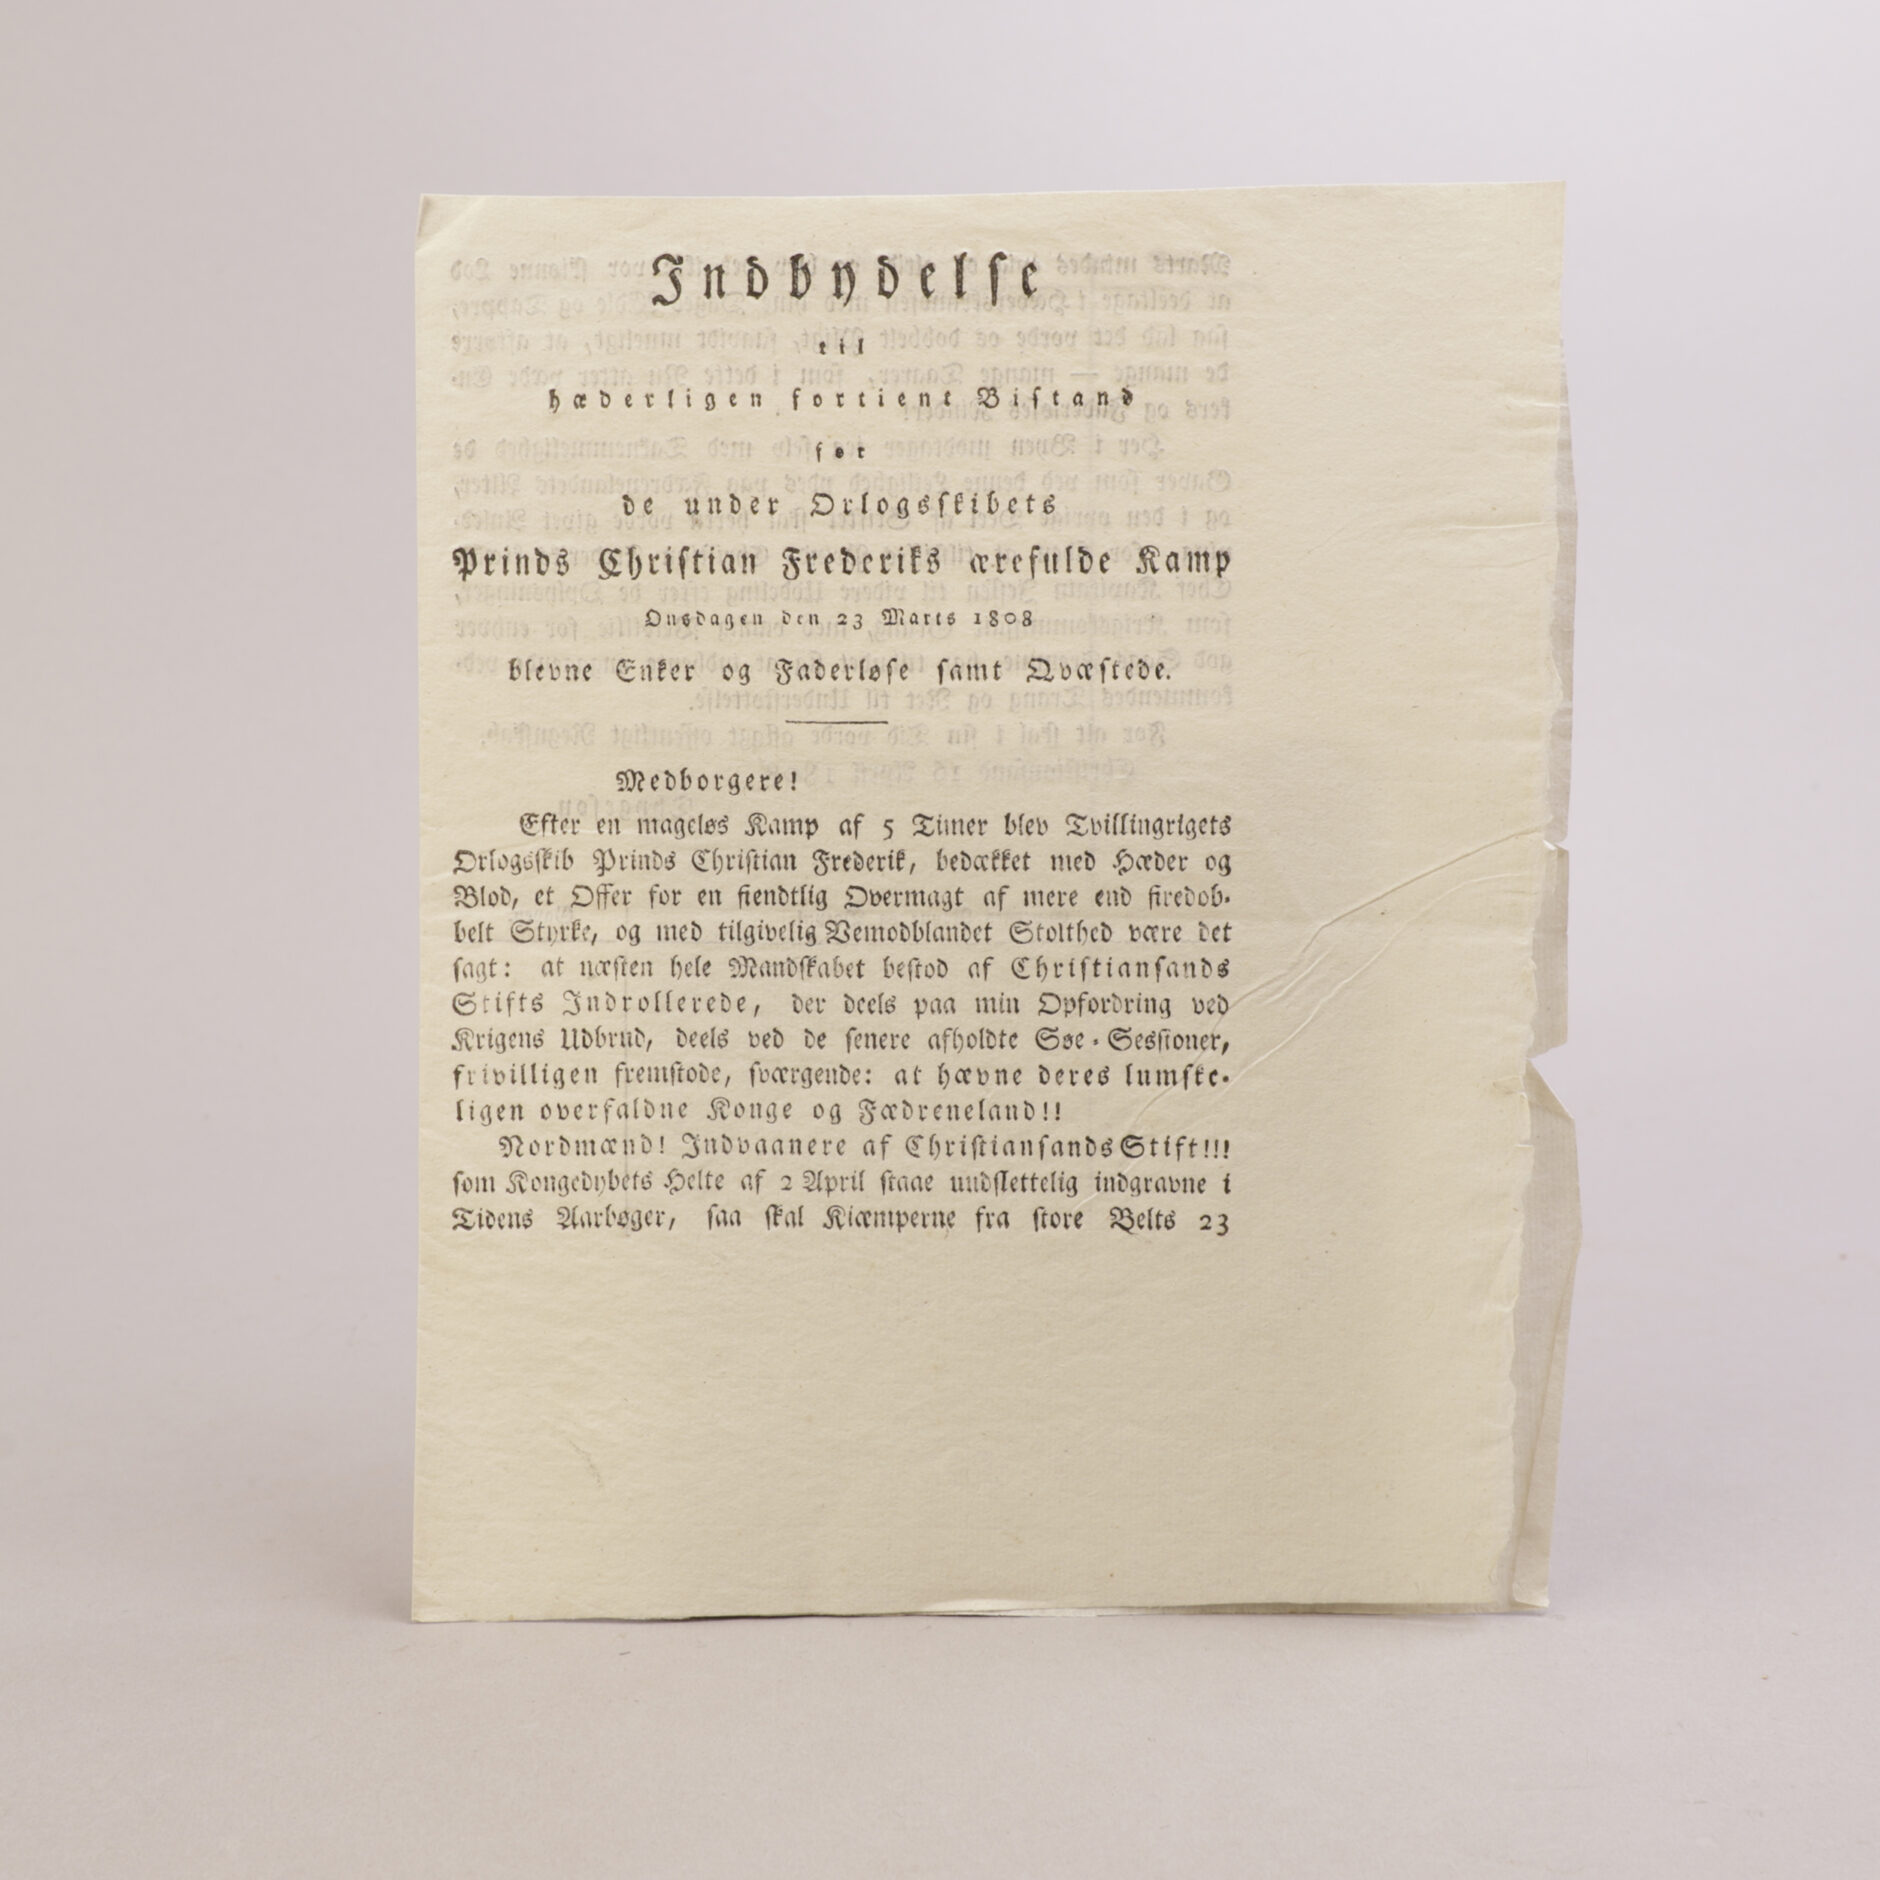 Indbydelse
til
hæderligen fortient Bistand
for
de under Orlogsskibets
Prinds Christian Frederiks ærefulde Kamp
Onsdagen den 23 Marts 1808
blevne Enker og Faderløse samt Qvæstede.
Medborgere!
Efter en mageløs Kamp af 5 Timer blev Tvillingrigets
Orlogsskib Prinds Christian Frederik, bedækket med Hæder og
Blod, et Offer for en fiendtlig Overmagt af mere end firedob-
belt Styrke, og med tilgivelig Vemodblandet Stolthed være det
sagt: at næsten hele Mandskabet bestod af Christiansands
Stifts Indrollerede, der deels paa min Opfordring ved
Krigens Udbrud, deels ved de senere afholdte Søe-Sessioner,
frivilligen fremstode, sværgende: at hævne deres lumske-
ligen overfaldne Konge og Fædreneland!!
Nordmænd! Indvaanere af Christiansands Stift!!!
som Kongedybets Helte af 2 April staae uudslettelig indgravne i
Tidens Aarbøger, saa skal Kiæmperne fra store Belts 23